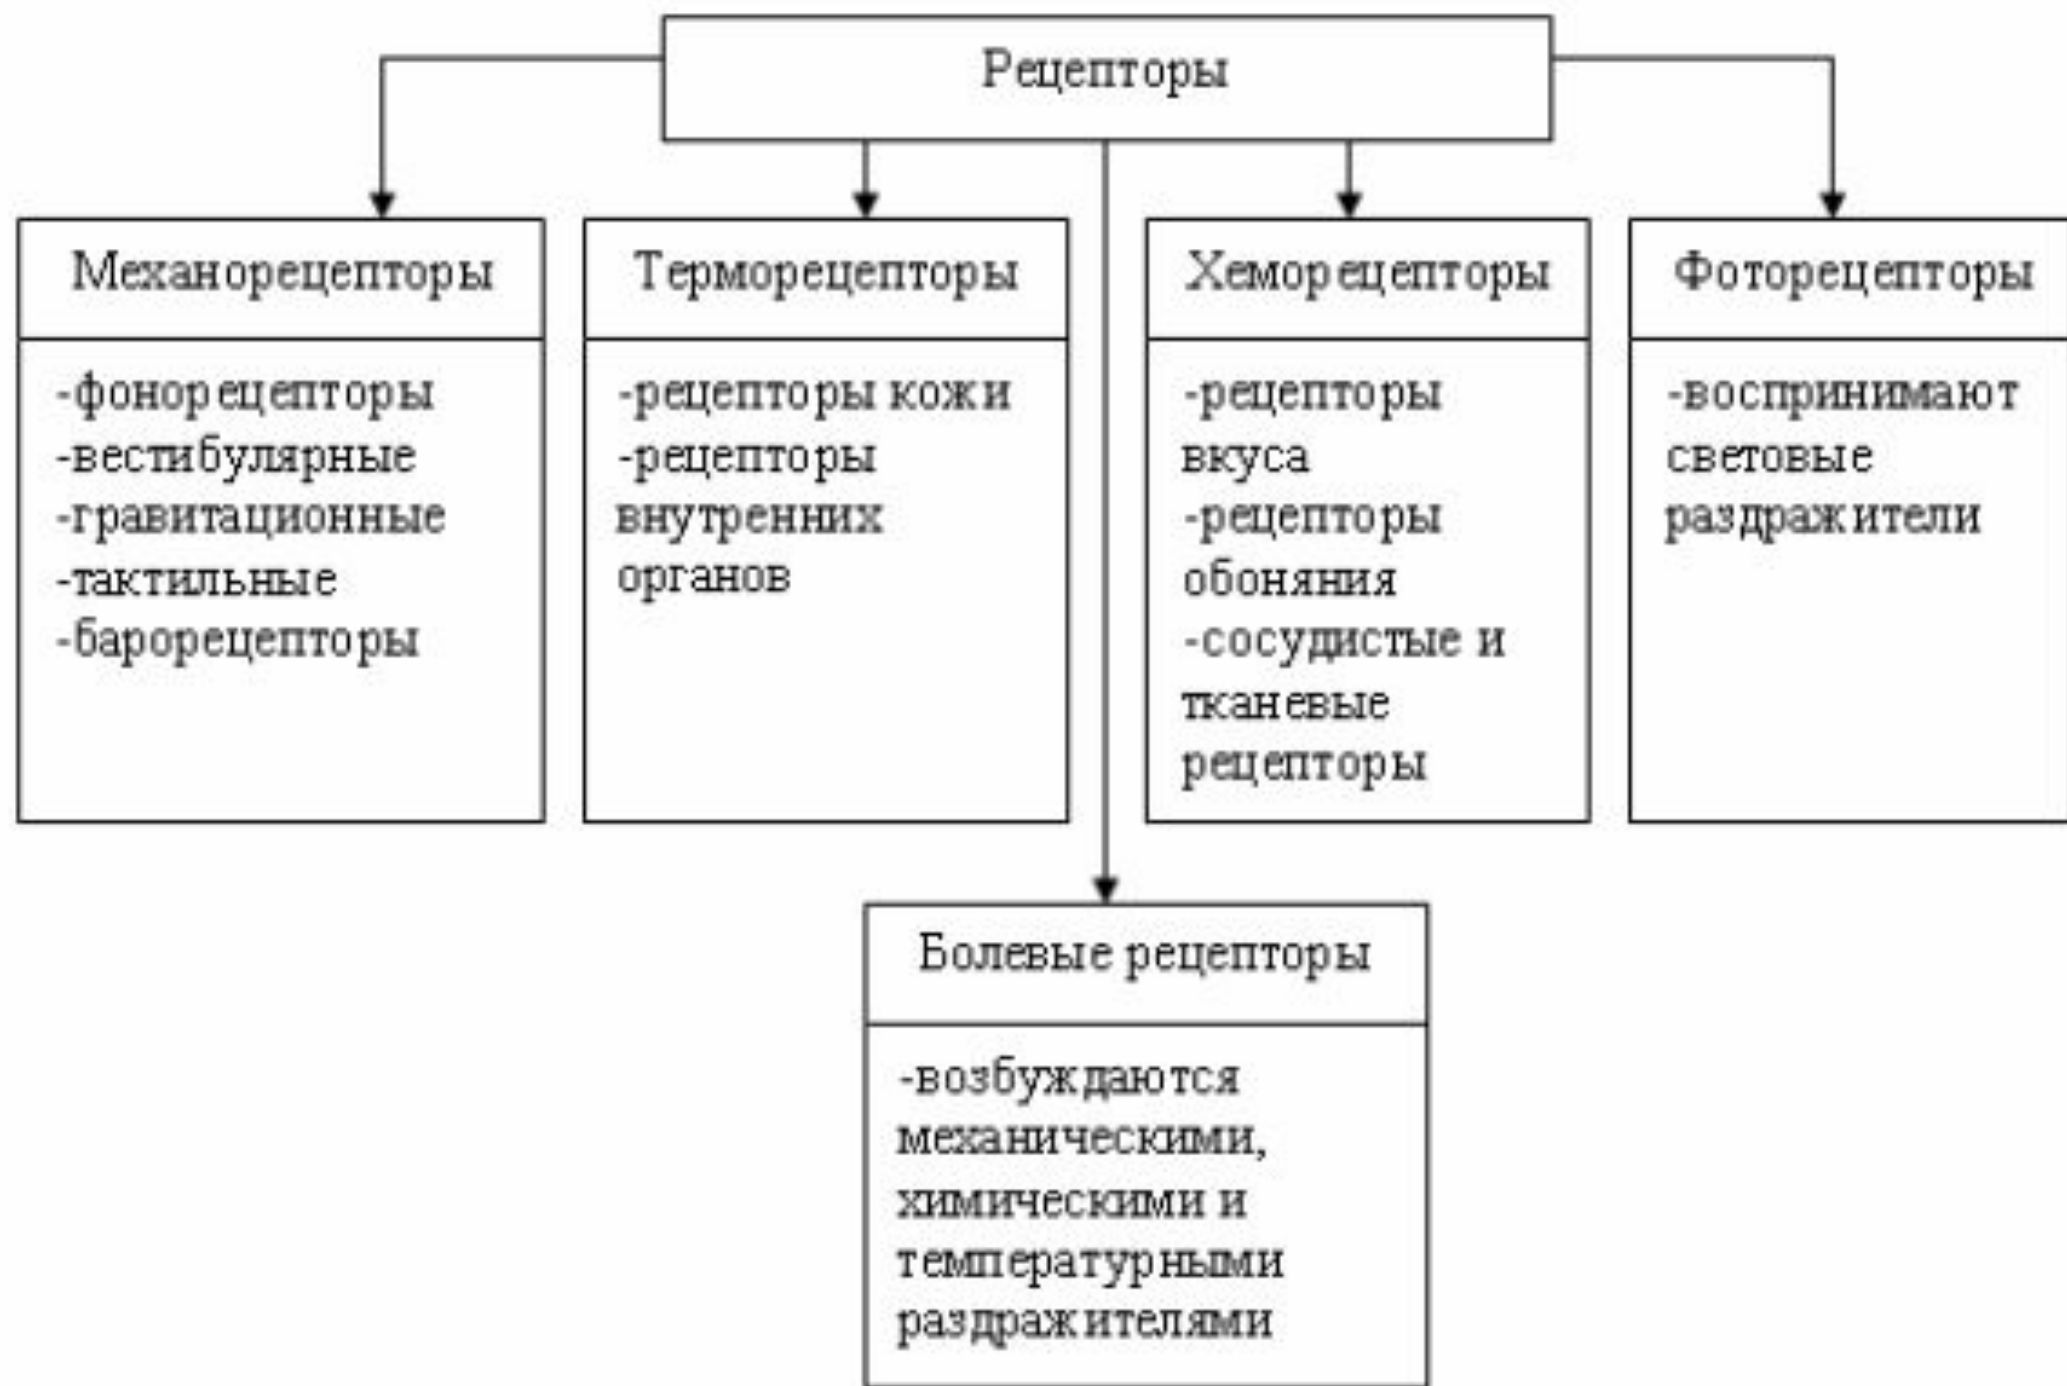 Рецепторы
Механорецепторы
-фонорецепторы
-вестибулярные
-гравитационные
-тактильные
-барорецепторы
Терморецепторы
-рецепторы кожи
-рецепторы
внутренних
органов
Хеморецепторы
-рецепторы
вкуса
-рецепторы
обоняния
-сосудистые и
тканевые
рецепторы
Фоторецепторы
-воспринимают
световые
раздражители
Болевые рецепторы
-возбуждаются
механическими,
химическими и
температурными
раздражителями